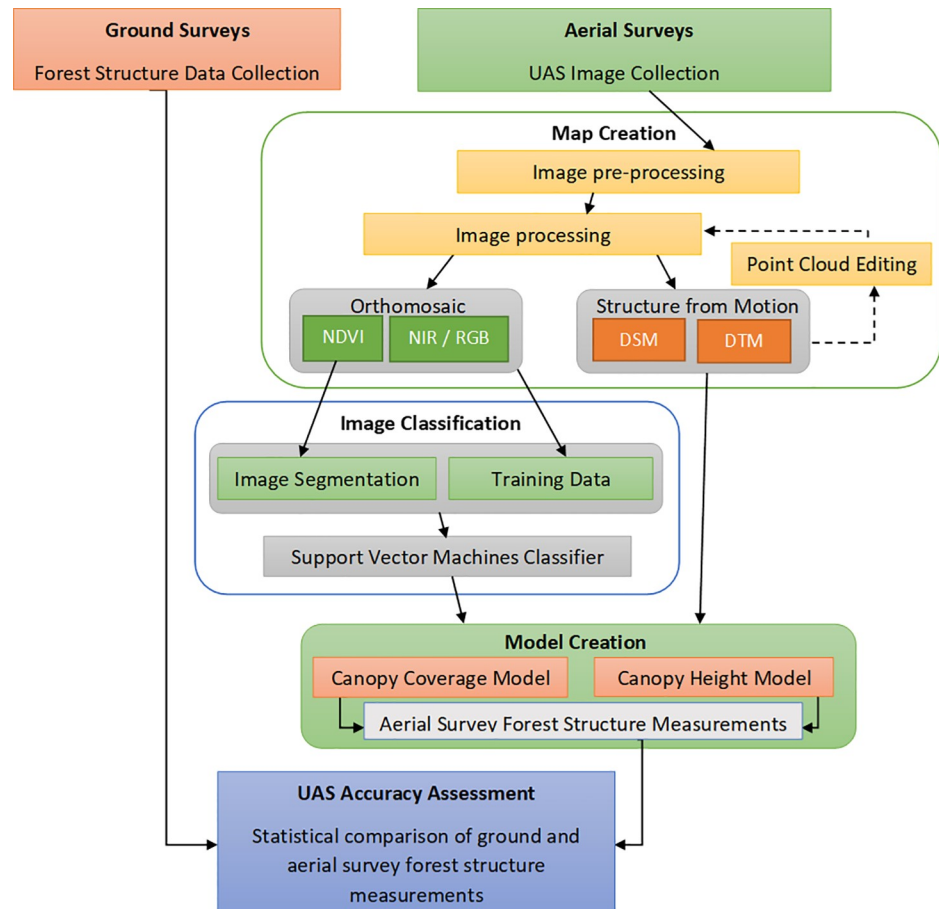 Ground Surveys
Forest Structure Data Collection
Aerial Surveys
UAS Image Collection
Map Creation
Image pre-processing
Image processing
Point Cloud Editing
Orthomosaic
NDVI
NIR / RGB
Structure from Motion
DSM
DTM
Image Classification
Image Segmentation
Training Data
Support Vector Machines Classifier
Model Creation
Canopy Coverage Model
Canopy Height Model
Aerial Survey Forest Structure Measurements
UAS Accuracy Assessment
Statistical comparison of ground and
aerial survey forest structure
measurements